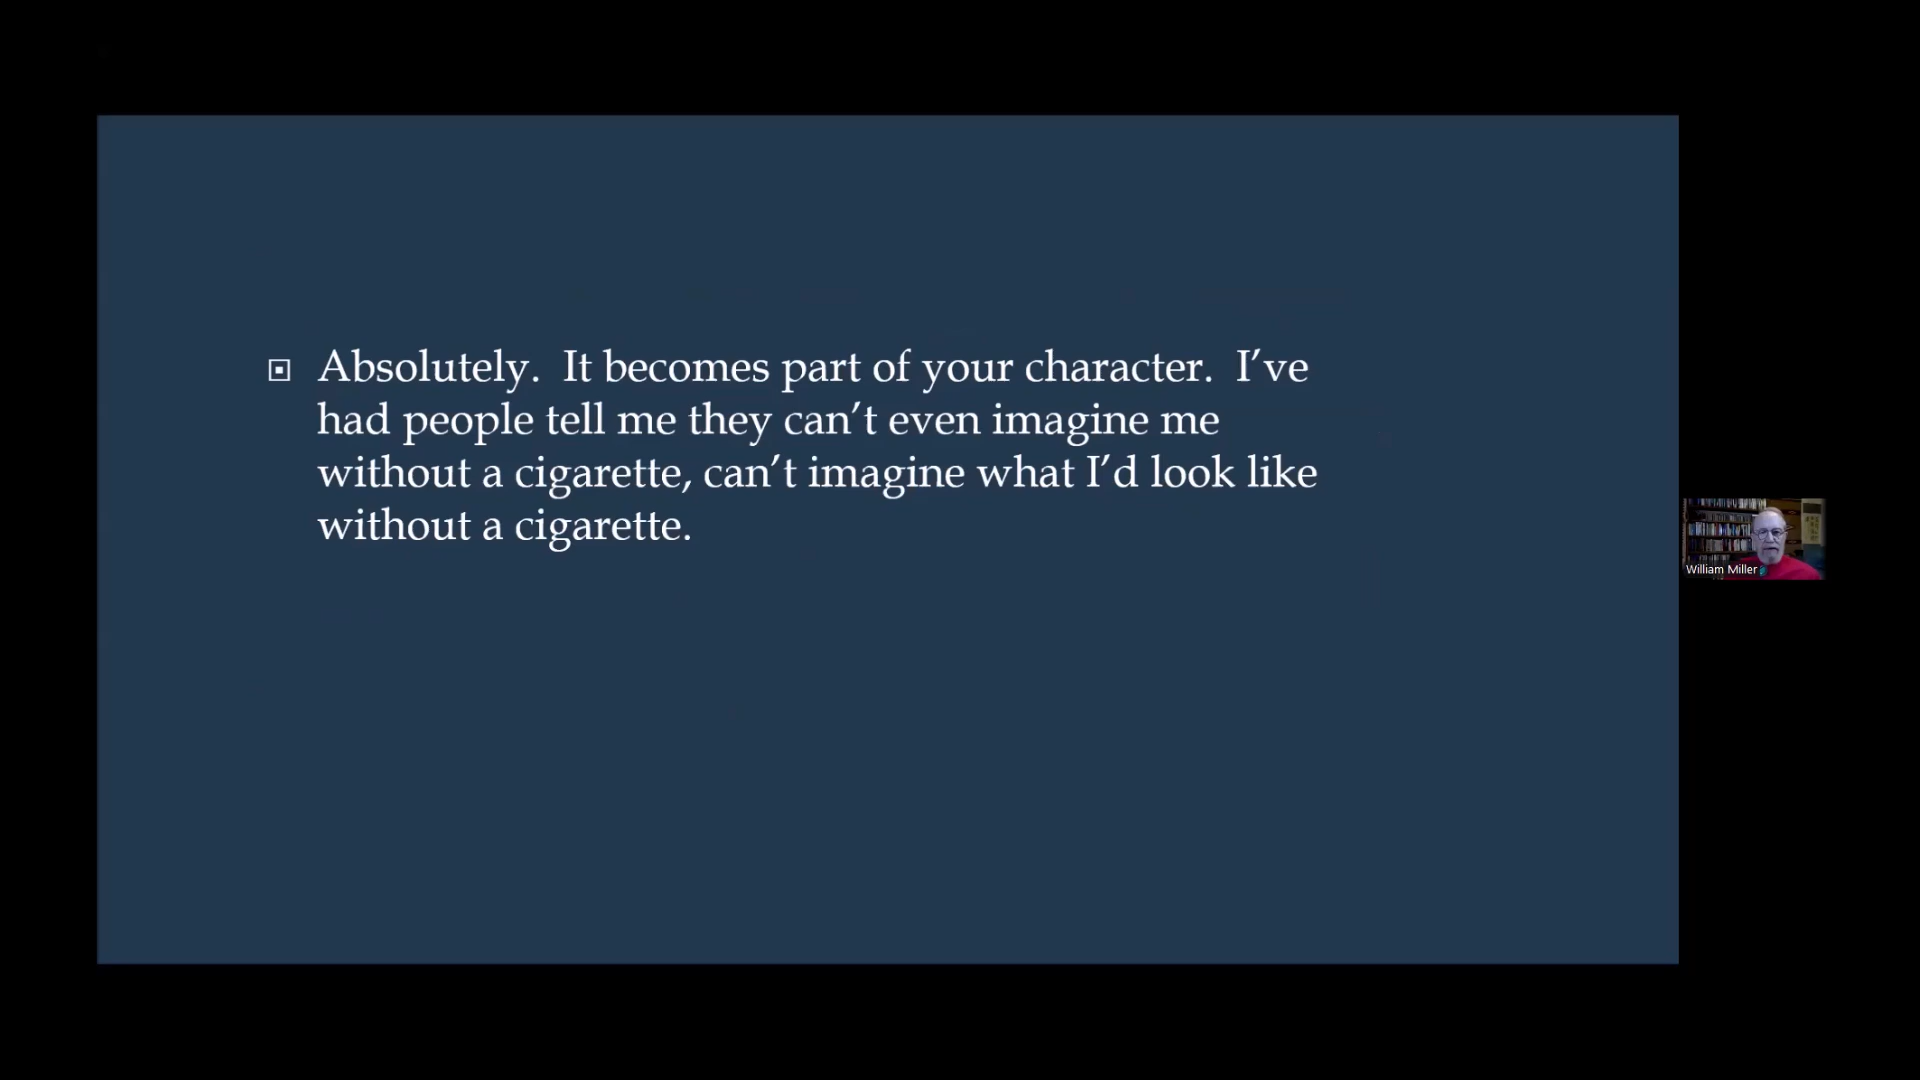 Absolutely.  It becomes part of your character.  I’ve
had people tell me they can’t even imagine me
without a cigarette, can’t imagine what I’d look like
without a cigarette.
William Miller